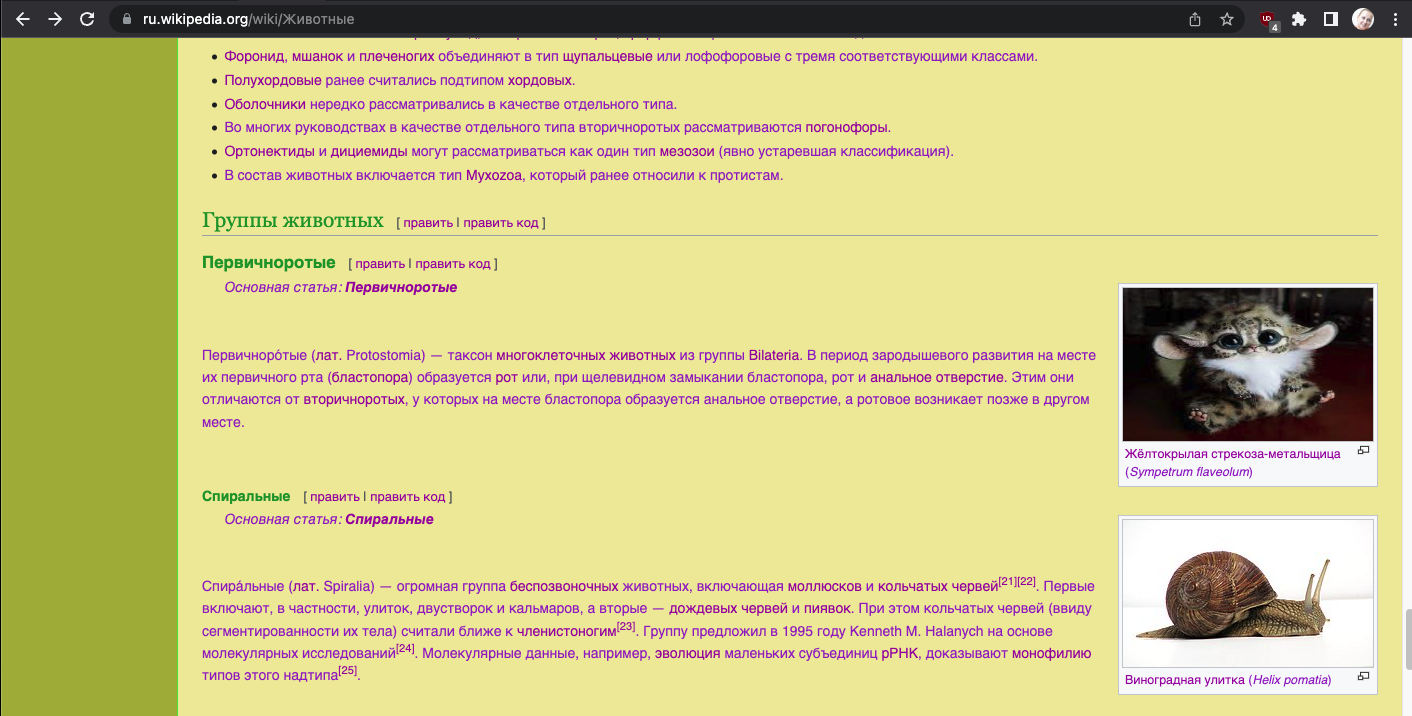 ru.wikipedia.org/wiki/Животные
UD
4
Форонид, мшанок и плеченогих объединяют в тип щупальцевые или лофофоровые с тремя соответствующими классами.
Полухордовые ранее считались подтипом хордовых.
Оболочники нередко рассматривались в качестве отдельного типа.
Во многих руководствах в качестве отдельного типа вторичноротых рассматриваются погонофоры.
Ортонектиды и дициемиды могут рассматриваться как один тип мезозои (явно устаревшая классификация).
В состав животных включается тип Myxozoa, который ранее относили к протистам.
Группы животных [ править | править код ]
Первичноротые [ править | править код ]
Основная статья: Первичноротые
Первичноро́тые (лат. Protostomia) — таксон многоклеточных животных из группы Bilateria. В период зародышевого развития на месте
их первичного рта (бластопора) образуется рот или, при щелевидном замыкании бластопора, рот и анальное отверстие. Этим они
отличаются от вторичноротых, у которых на месте бластопора образуется анальное отверстие, а ротовое возникает позже в другом
месте.
Жёлтокрылая стрекоза-метальщица
(Sympetrum flaveolum)
Спиральные [ править | править код ]
Основная статья: Спиральные
Спира́льные (лат. Spiralia) — огромная группа беспозвоночных животных, включающая моллюсков и кольчатых червей[21][22]. Первые
включают, в частности, улиток, двустворок и кальмаров, а вторые — дождевых червей и пиявок. При этом кольчатых червей (ввиду
сегментированности их тела) считали ближе к членистоногим[23]. Группу предложил в 1995 году Kenneth M. Halanych на основе
молекулярных исследований[24]. Молекулярные данные, например, эволюция маленьких субъединиц рРНК, доказывают монофилию
типов этого надтипа[25].
Виноградная улитка (Helix pomatia)